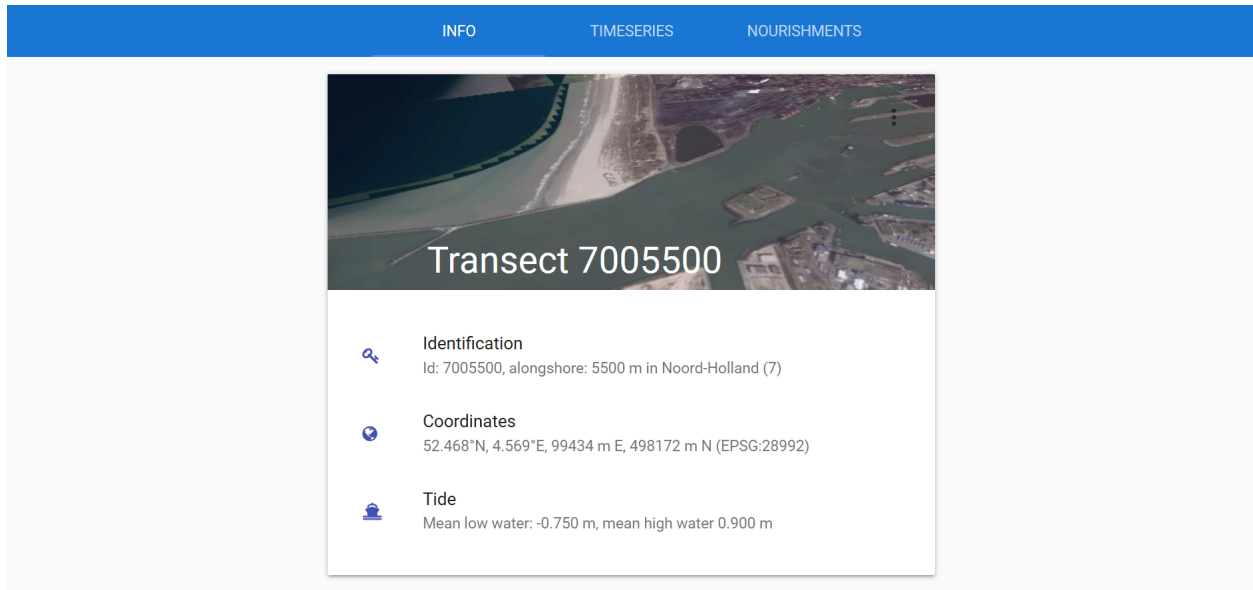 INFO TIMESERIES NOURISHMENTS
Transect 7005500
Identification
Id: 7005500, alongshore: 5500 m in Noord-Holland (7)
Coordinates
52.468°N, 4.569°E, 99434 m E, 498172 m N (EPSG:28992)
Tide
Mean low water: -0.750 m, mean high water 0.900 m